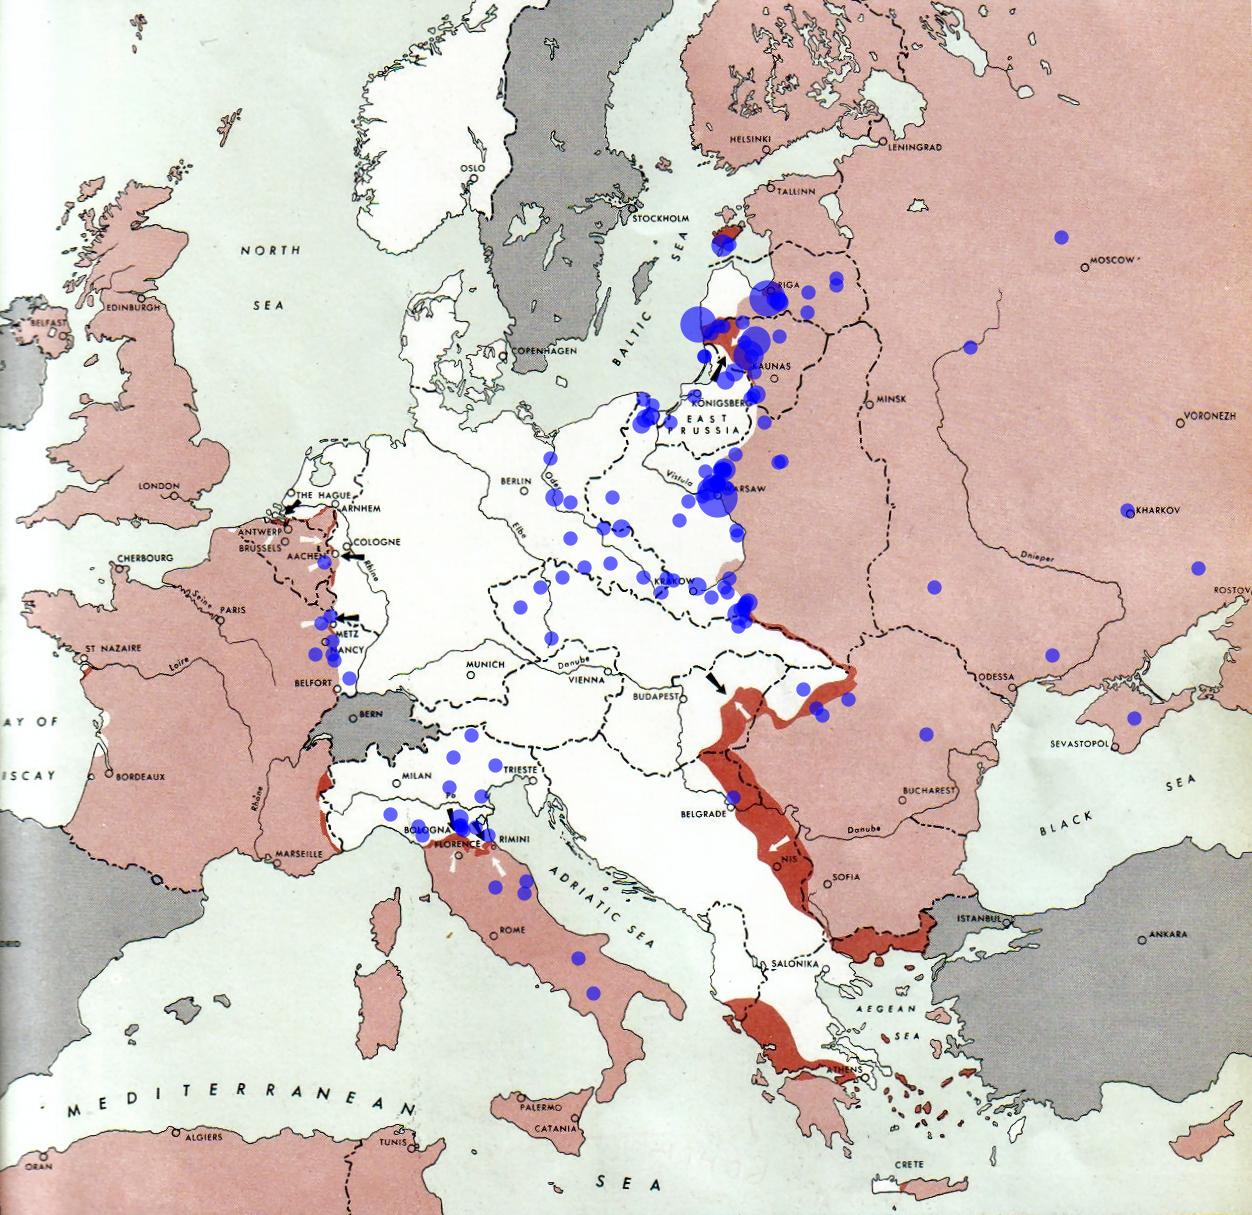 HELSINKI
LENINGRAD
OSLO
TALLINN
STOCKHOLM
NORTH
SEA
BALTIC SEA
MOSCOW
RIGA
EDINBURGH
BELFAST
COPENHAGEN
KAUNAS
MINSK
KÖNIGSBERG
EAST
PRUSSIA
VORONEZH
Vistula
WARSAW
BERLIN
Oder
LONDON
THE HAGUE
ARNHEM
KHARKOV
ANTWERP
BRUSSELS
COLOGNE
Elbe
AACHEN
CHERBOURG
Rhine
Dnieper
KRAKOW
Seine
PARIS
ROSTOV
METZ
NANCY
ST NAZAIRE
Loire
MUNICH
Danube
VIENNA
BELFORT
BUDAPEST
ODESSA
BERN
AY OF
ISCAY
SEVASTOPOL
BORDEAUX
MILAN
TRIESTE
Po
Rhône
BUCHAREST
BELGRADE
BLACK SEA
BOLOGNA
RIMINI
FLORENCE
Danube
MARSEILLE
NIS
SOFIA
ADRIATIC SEA
ROME
ISTANBUL
ANKARA
DRID
SALONIKA
AEGEAN
SEA
ATHENS
MEDITERRANEAN
SEA
PALERMO
CATANIA
ALGIERS
TUNIS
ORAN
CRETE